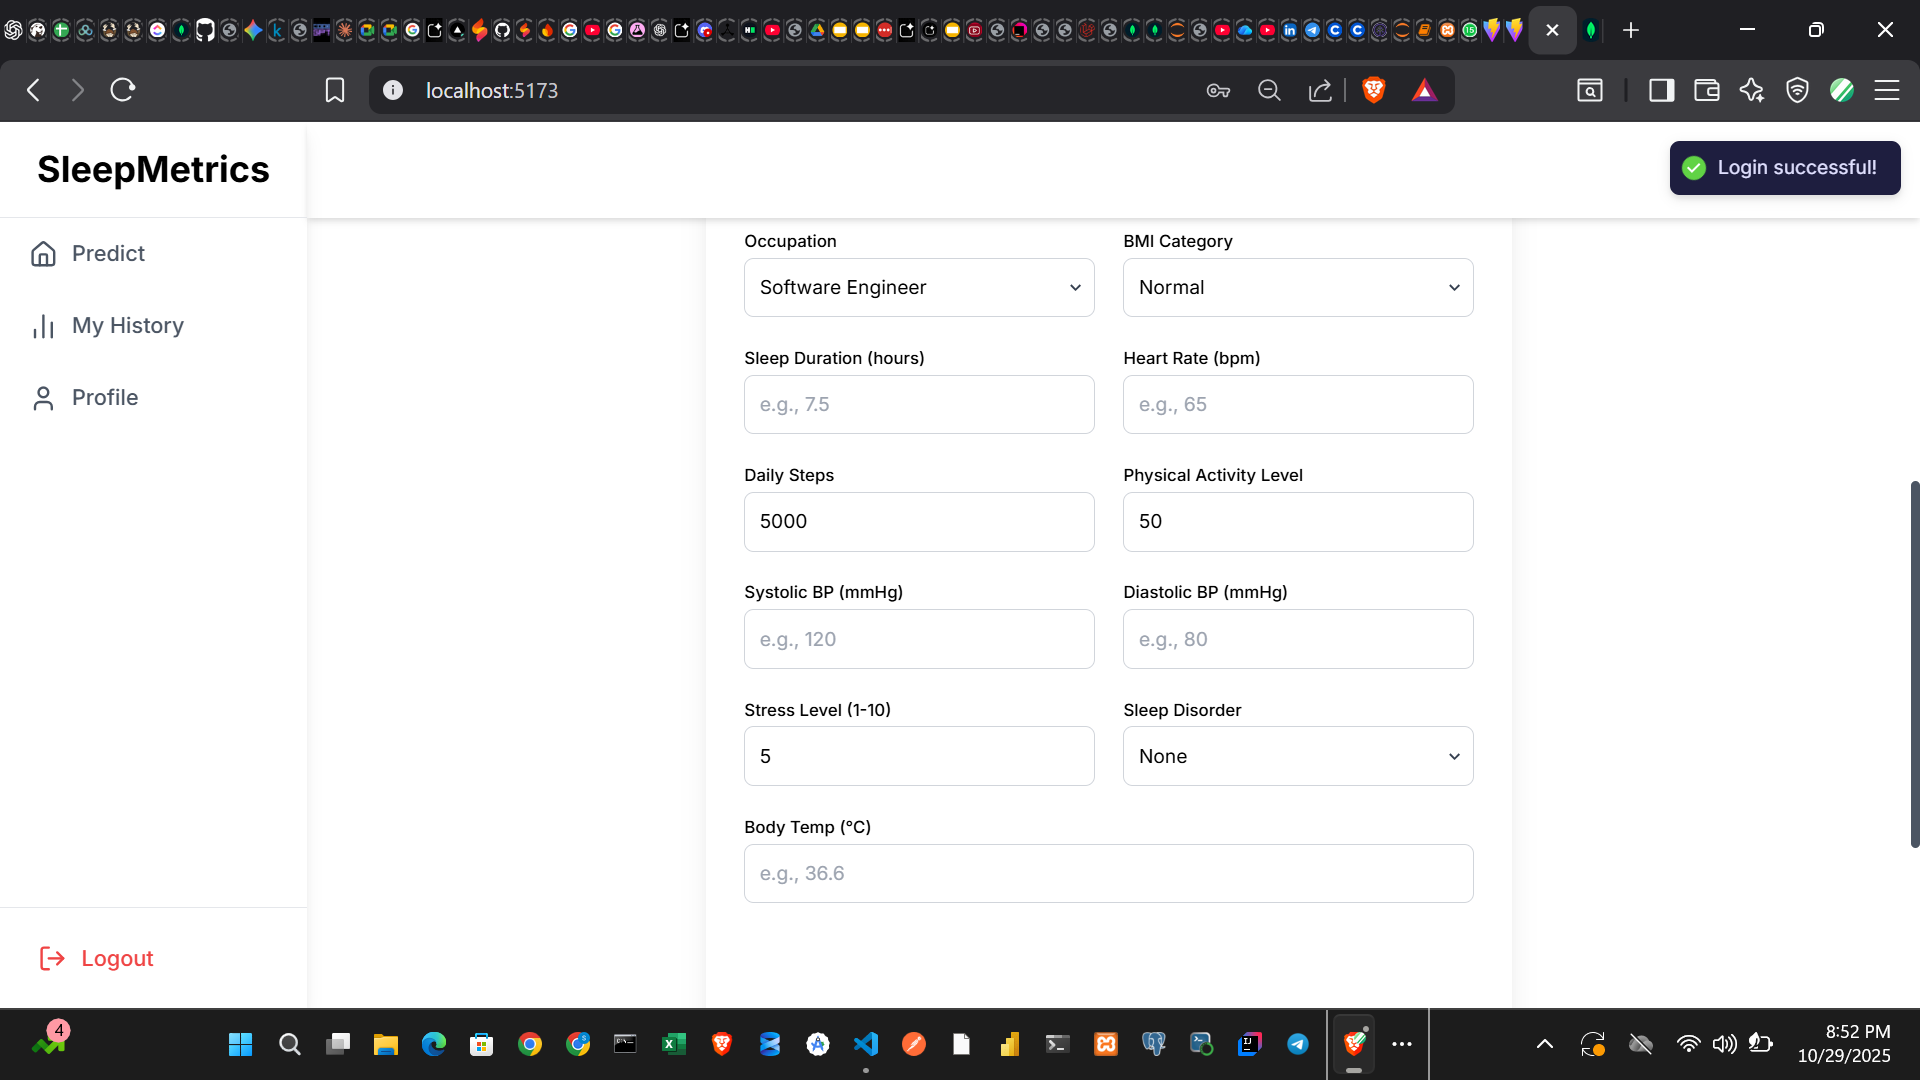 localhost:5173
SleepMetrics
Login successful!
Predict
My History
Profile
Logout
Occupation
BMI Category
Software Engineer
Normal
Sleep Duration (hours)
Heart Rate (bpm)
e.g., 7.5
e.g., 65
Daily Steps
Physical Activity Level
5000
50
Systolic BP (mmHg)
Diastolic BP (mmHg)
e.g., 120
e.g., 80
Stress Level (1-10)
Sleep Disorder
5
None
Body Temp (°C)
e.g., 36.6
4
8:52 PM
10/29/2025